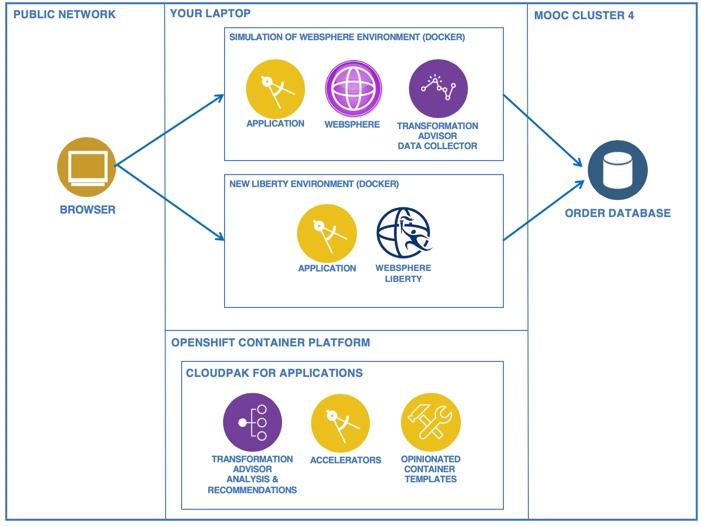 PUBLIC NETWORK
YOUR LAPTOP
MOOC CLUSTER 4
SIMULATION OF WEBSPHERE ENVIRONMENT (DOCKER)
APPLICATION
WEBSPHERE
TRANSFORMATION
ADVISOR
DATA COLLECTOR
BROWSER
NEW LIBERTY ENVIRONMENT (DOCKER)
APPLICATION
WEBSPHERE
LIBERTY
ORDER DATABASE
OPENSHIFT CONTAINER PLATFORM
CLOUDPAK FOR APPLICATIONS
TRANSFORMATION
ADVISOR
ANALYSIS &
RECOMMENDATIONS
ACCELERATORS
OPINIONATED
CONTAINER
TEMPLATES